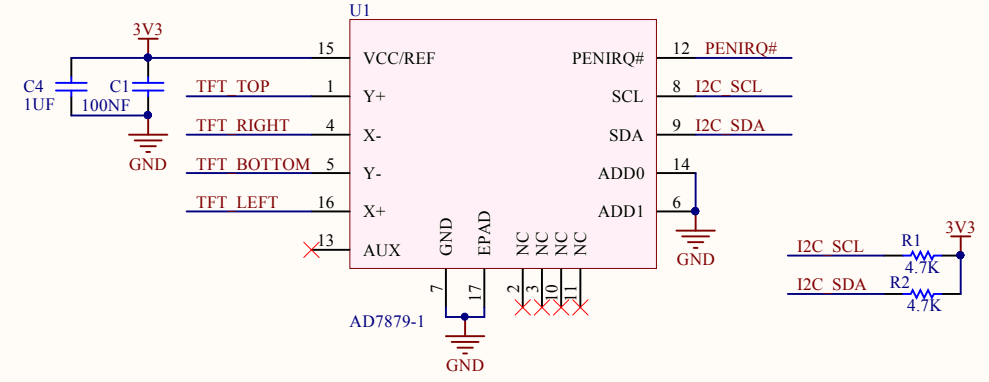 U1
3V3
15 VCC/REF PENIRQ# 12 PENIRQ#
C4 C1
1UF 100NF
TFT_TOP 1 Y+ SCL 8 I2C_SCL
TFT_RIGHT 4 X- SDA 9 I2C_SDA
GND
TFT_BOTTOM 5 Y- ADD0 14
TFT_LEFT 16 X+ ADD1 6
13 AUX
GND EPAD NC NC NC NC
GND
7 17 2 3 10 11
AD7879-1
GND
3V3
I2C_SCL R1
4.7K
I2C_SDA R2
4.7K